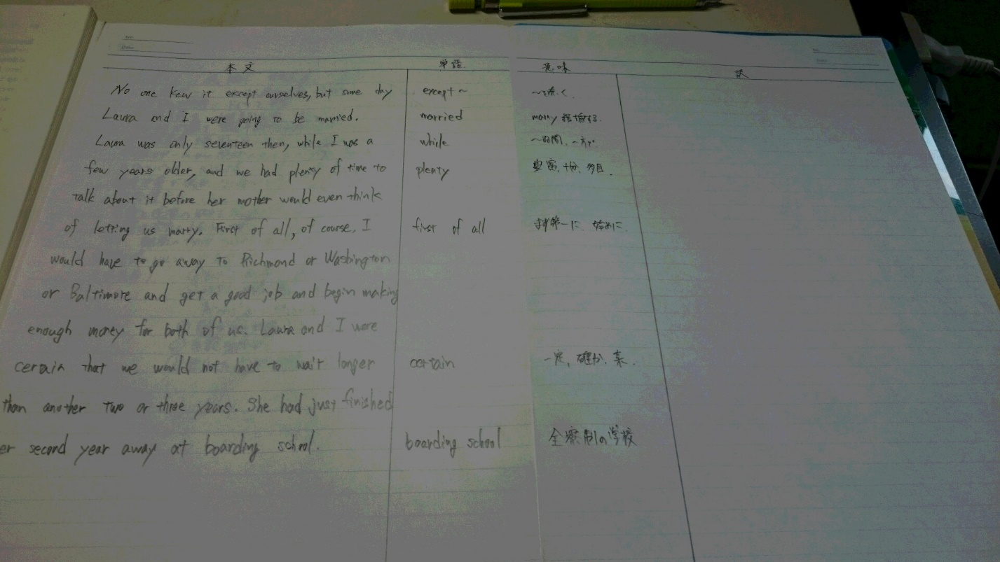 本文 単語 意味 訳
No one kew it except ourselves, but some day except~ ~を除く.
Laura and I were going to be married. married marry 結婚する.
Laura was only seventeen then, while I was a while ~の間, 一方で
few years older, and we had plenty of time to plenty 豊富, 十分, 多目.
talk about it before her mother would even think
of letting us marry. First of all, of course, I first of all まず第一に. 始めに.
would have to go away to Richmond or Washington
or Baltimore and get a good job and begin making
enough money for both of us. Laura and I were
cerain that we would not have to wait longer certain 一定, 確か, 某.
than another two or three years. She had just finished
er second year away at boarding school. boarding school 全寮制の学校